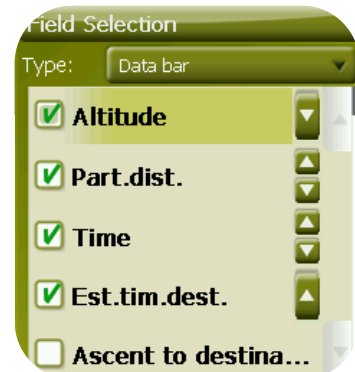 Field Selection
Type: Data bar
Altitude
Part.dist.
Time
Est.tim.dest.
Ascent to destina...